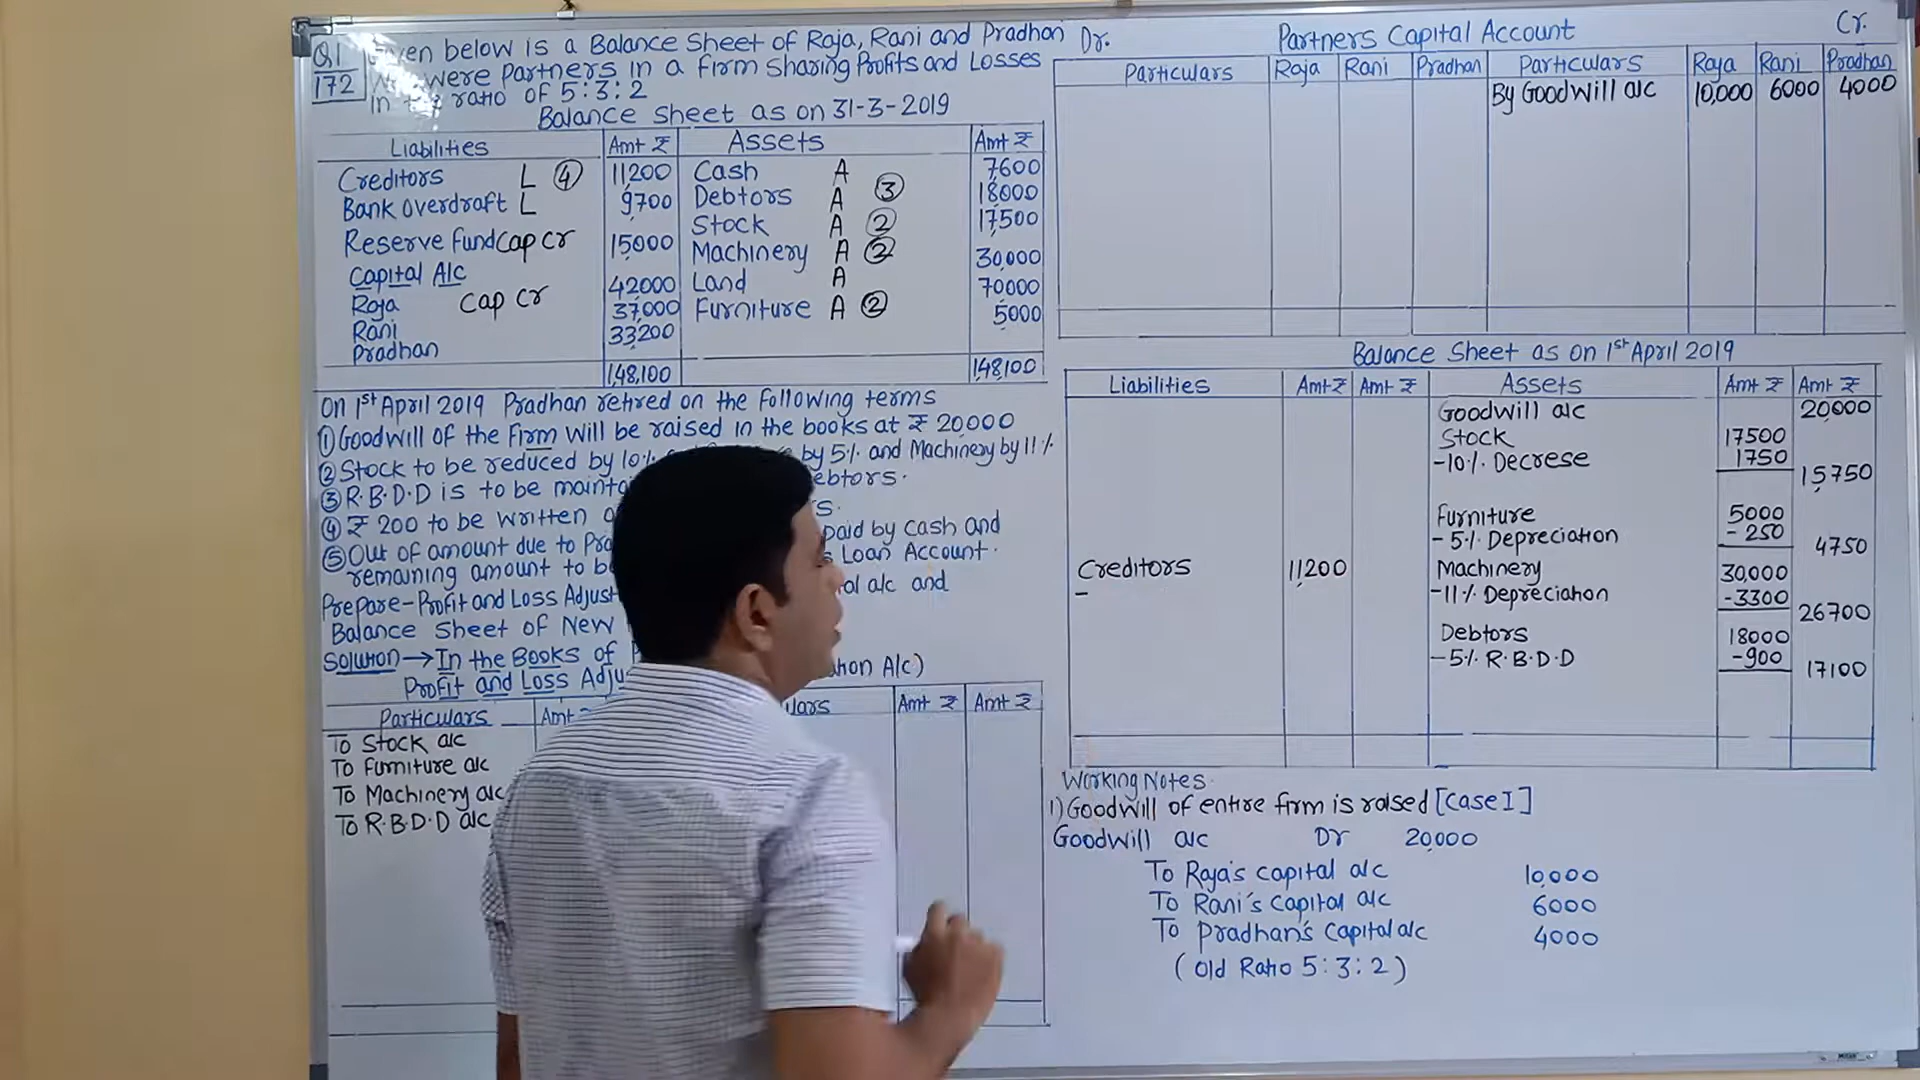 Q1 Given below is a Balance Sheet of Raja, Rani and Pradhan
172 were partners in a firm sharing Profits and Losses
in ratio of 5:3:2
Balance Sheet as on 31-3-2019
Liabilities Amt ₹ Assets Amt ₹
Creditors L ④ 11200 Cash A 7600
Bank overdraft L 9700 Debtors A ③ 18000
Stock A ② 17,500
Reserve Fund cap cr 15000 Machinery A ② 30,000
Capital A/c
Raja cap cr 42000 Land A 70000
Rani 37,000 Furniture A ② 5000
Pradhan 33200
1,48,100 148,100
On 1st April 2019 Pradhan retired on the following terms
① Goodwill of the Firm will be raised in the books at ₹ 20,000
② Stock to be reduced by 10% by 5% and Machinery by 11%
③ R.B.D.D is to be ebtors.
④ ₹ 200 to be written
⑤ Out of amount due to paid by cash and
remaining amount to Loan Account.
Prepare - Profit and Loss a/c and
Balance Sheet of New
Solution → In the Books of
Profit and Loss A/c)
Particulars Amt Amt ₹ Amt ₹
To Stock a/c
To Furniture a/c
To Machinery a/c
To R.B.D.D a/c
Dr. Partners Capital Account Cr.
Particulars Raja Rani Pradhan Particulars Raja Rani Pradhan
By Goodwill a/c 10,000 6000 4000
Balance Sheet as on 1st April 2019
Liabilities Amt ₹ Amt ₹ Assets Amt ₹ Amt ₹
Goodwill a/c 20,000
Stock 17500
-10% Decrese 1750 15750
Furniture 5000
-5% Depreciation -250 4750
Creditors 11,200 Machinery 30,000
- -11% Depreciation -3300 26700
Debtors 18000
-5% R.B.D.D -900 17100
Working Notes.
1) Goodwill of entire firm is raised [Case I]
Goodwill a/c Dr 20,000
To Raja's capital a/c 10,000
To Rani's capital a/c 6000
To Pradhan's capital a/c 4000
(Old Ratio 5:3:2)